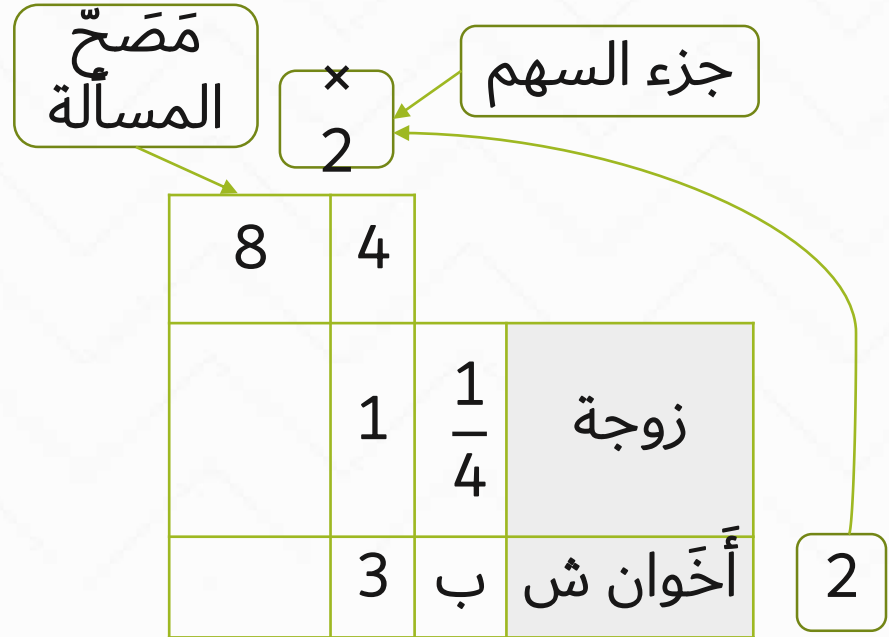 مَصَحّ
المسألة
×
2
جزء السهم
4 8
زوجة 1/4 1
أَخَوان ش ب 3
2